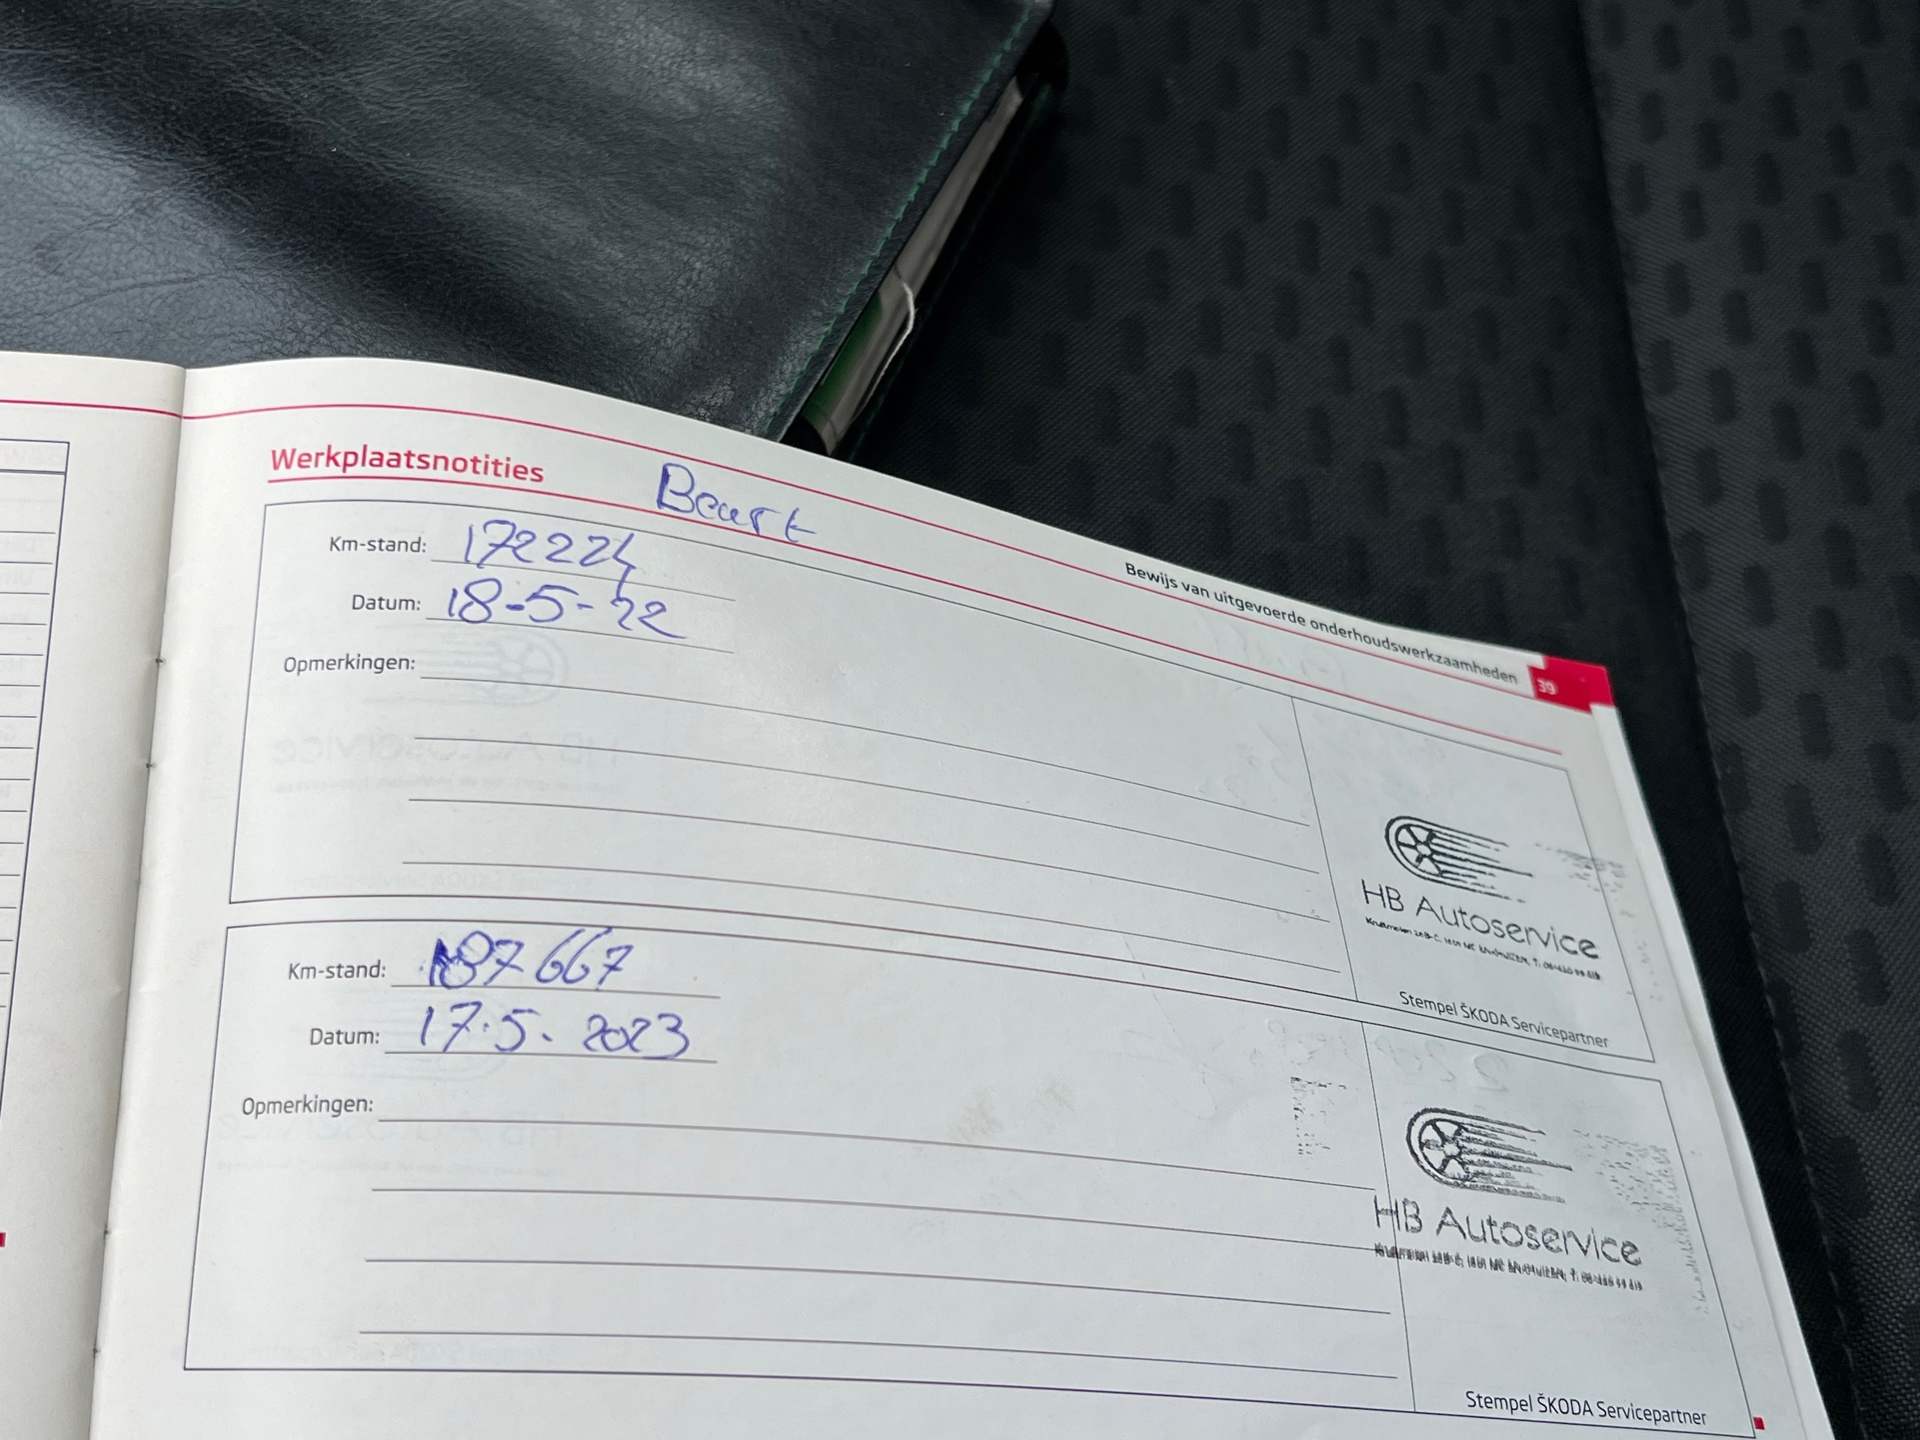 Werkplaatsnotities
Beurt
Bewijs van uitgevoerde onderhoudswerkzaamheden
39
Km-stand: 172224
Datum: 18-5-22
Opmerkingen:
HB Autoservice
Stempel ŠKODA Servicepartner
Km-stand: 187667
Datum: 17.5.2023
Opmerkingen:
HB Autoservice
Stempel ŠKODA Servicepartner